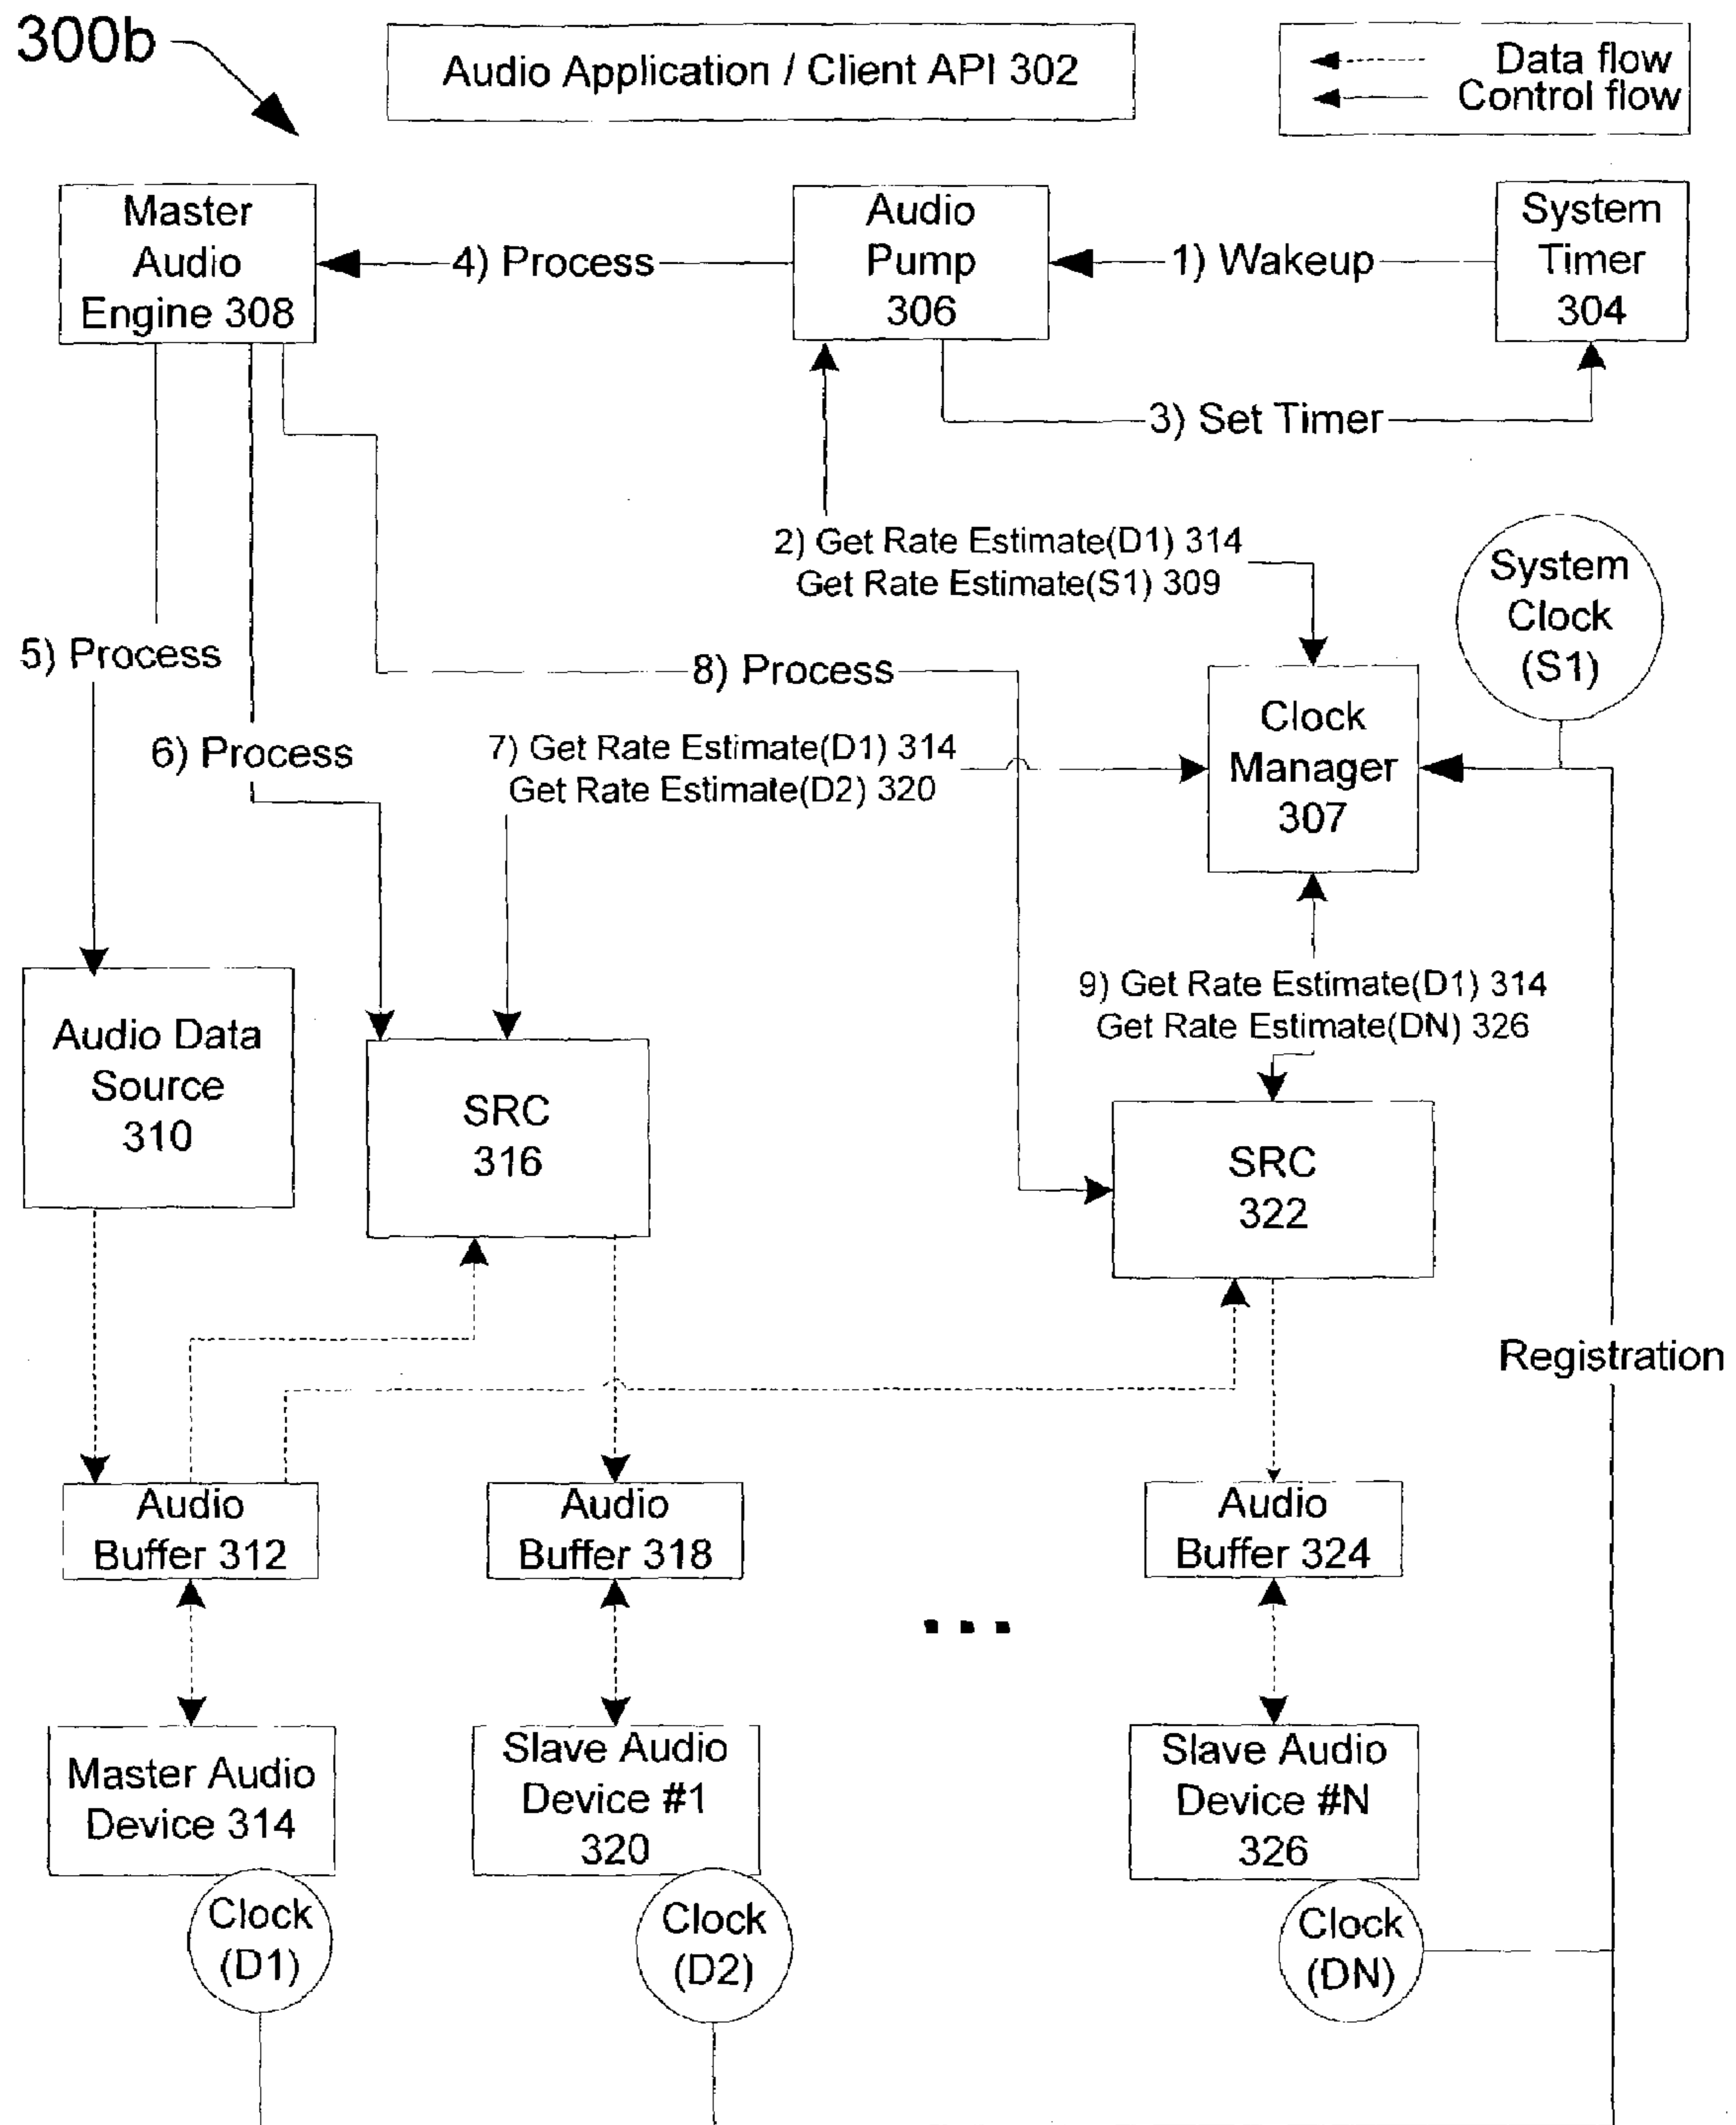 300b
Audio Application / Client API 302
Data flow
Control flow
Master
Audio
Engine 308
4) Process
Audio
Pump
306
1) Wakeup
System
Timer
304
3) Set Timer
2) Get Rate Estimate(D1) 314
Get Rate Estimate(S1) 309
System
Clock
(S1)
5) Process
8) Process
6) Process
7) Get Rate Estimate(D1) 314
Get Rate Estimate(D2) 320
Clock
Manager
307
9) Get Rate Estimate(D1) 314
Get Rate Estimate(DN) 326
Audio Data
Source
310
SRC
316
SRC
322
Registration
Audio
Buffer 312
Audio
Buffer 318
Audio
Buffer 324
...
Master Audio
Device 314
Slave Audio
Device #1
320
Slave Audio
Device #N
326
Clock
(D1)
Clock
(D2)
Clock
(DN)